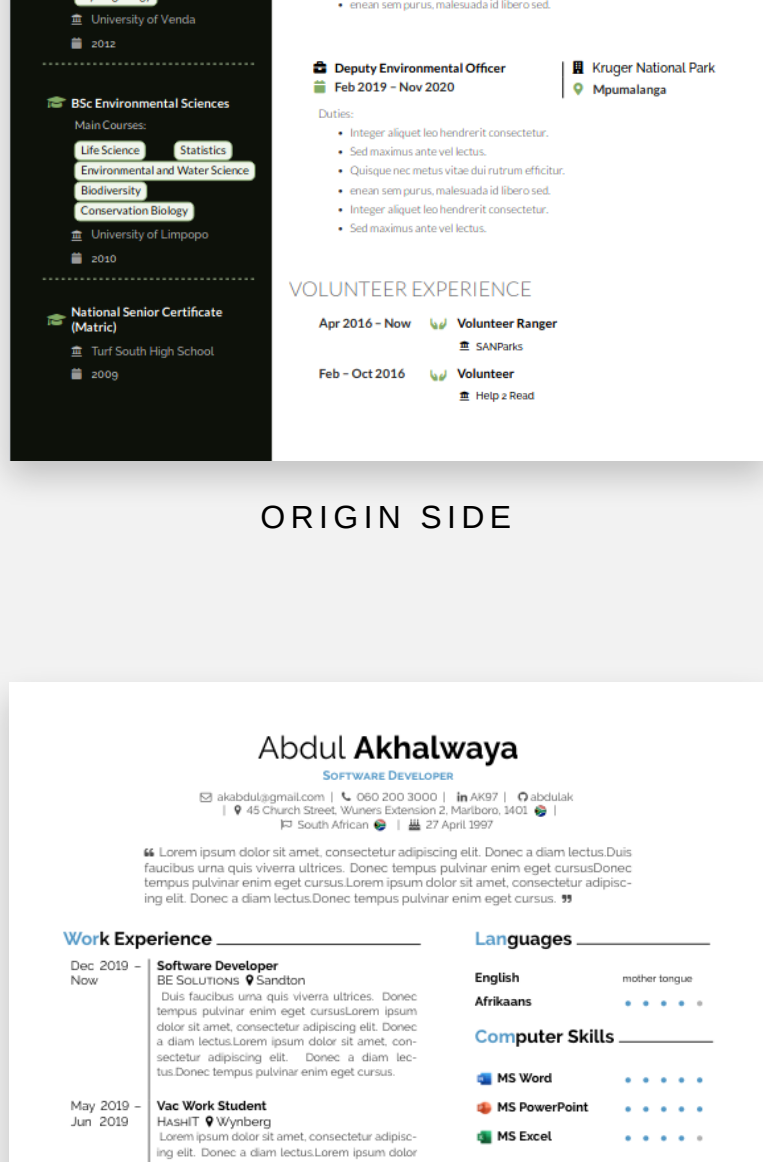 enean sem purus, malesuada id libero sed.
University of Venda
2012
BSc Environmental Sciences
Main Courses:
Life Science
Statistics
Environmental and Water Science
Biodiversity
Conservation Biology
University of Limpopo
2010
National Senior Certificate
(Matric)
Turf South High School
2009
Deputy Environmental Officer
Feb 2019 – Nov 2020
Kruger National Park
Mpumalanga
Duties:
• Integer aliquet leo hendrerit consectetur.
• Sed maximus ante vel lectus.
• Quisque nec metus vitae dui rutrum efficitur.
• enean sem purus, malesuada id libero sed.
• Integer aliquet leo hendrerit consectetur.
• Sed maximus ante vel lectus.
VOLUNTEER EXPERIENCE
Apr 2016 – Now Volunteer Ranger
SANParks
Feb – Oct 2016 Volunteer
Help 2 Read
ORIGIN SIDE
Abdul Akhalwaya
Software Developer
akabdul@gmail.com | 060 200 3000 | in AK97 | abdulak
| 45 Church Street, Wuners Extension 2, Marlboro, 1401 |
South African | 27 April 1997
❝ Lorem ipsum dolor sit amet, consectetur adipiscing elit. Donec a diam lectus.Duis
faucibus urna quis viverra ultrices. Donec tempus pulvinar enim eget cursusDonec
tempus pulvinar enim eget cursus.Lorem ipsum dolor sit amet, consectetur adipisc-
ing elit. Donec a diam lectus.Donec tempus pulvinar enim eget cursus. ❞
Work Experience
Dec 2019 –
Now
Software Developer
BE Solutions Sandton
Duis faucibus urna quis viverra ultrices. Donec
tempus pulvinar enim eget cursusLorem ipsum
dolor sit amet, consectetur adipiscing elit. Donec
a diam lectus.Lorem ipsum dolor sit amet, con-
sectetur adipiscing elit. Donec a diam lec-
tus.Donec tempus pulvinar enim eget cursus.
May 2019 –
Jun 2019
Vac Work Student
HashIT Wynberg
Lorem ipsum dolor sit amet, consectetur adipisc-
ing elit. Donec a diam lectus.Lorem ipsum dolor
Languages
English mother tongue
Afrikaans
Computer Skills
MS Word
MS PowerPoint
MS Excel